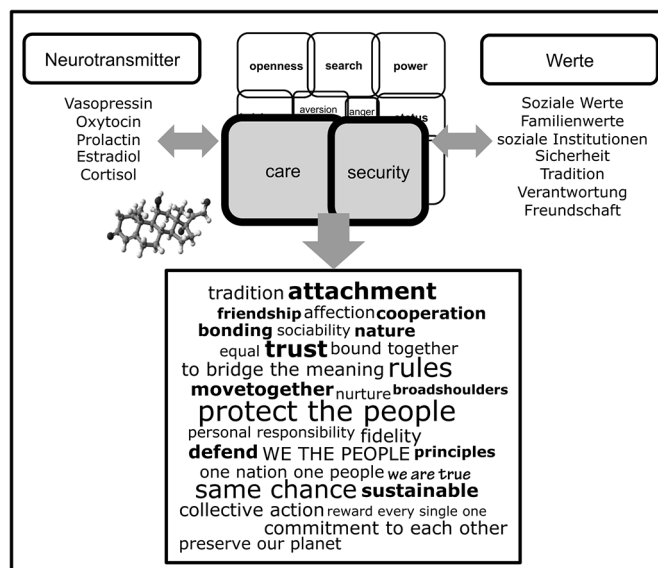 Neurotransmitter
Vasopressin
Oxytocin
Prolactin
Estradiol
Cortisol
openness search power
aversion anger
care security
Werte
Soziale Werte
Familienwerte
soziale Institutionen
Sicherheit
Tradition
Verantwortung
Freundschaft
tradition attachment
friendship affection cooperation
bonding sociability nature
equal trust bound together
to bridge the meaning rules
movetogether nurture broadshoulders
protect the people
personal responsibility fidelity
defend WE THE PEOPLE principles
one nation one people we are true
same chance sustainable
collective action reward every single one
commitment to each other
preserve our planet